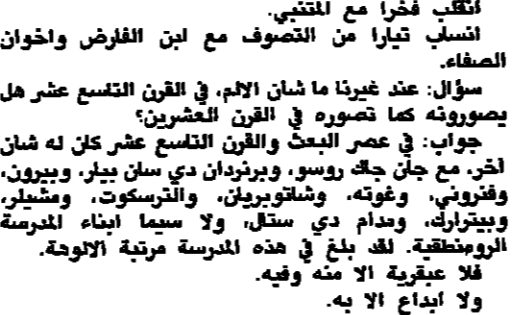 انقلب فخرا مع المتنبي.
انساب تيارا من التصوف مع ابن الفارض واخوان
الصفاء.
سؤال: عند غيرنا ما شان الالم، في القرن التاسع عشر هل
يصورونه كما تصوره في القرن العشرين؟
جواب: في عصر البعث والقرن التاسع عشر كان له شان
آخر. مع جان جاك روسو، وبرنردان دي سان بيار، وبيرون،
وفنروني، وغوته، وشاتوبريان، والترسكوت، ومشيلر،
وبيترارك، ومدام دي ستال، ولا سيما ابناء المدرسة
الرومنطقية. لقد بلغ في هذه المدرسة مرتبة الالوهة.
فلا عبقرية الا منه وفيه.
ولا ابداع الا به.